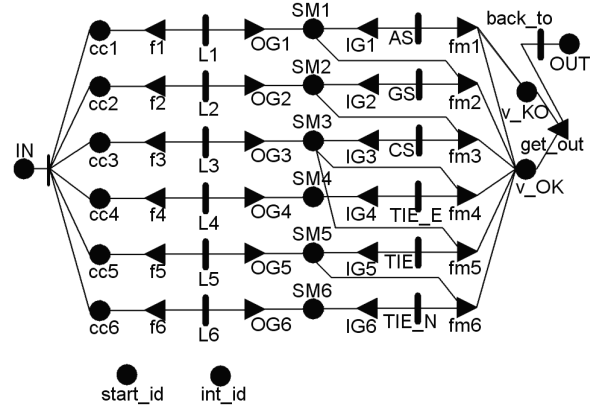 SM1 back_to
cc1 f1 L1 OG1 IG1 AS fm1 OUT
SM2
cc2 f2 L2 OG2 IG2 GS fm2 v_KO
SM3 get_out
IN cc3 f3 L3 OG3 IG3 CS fm3
SM4 v_OK
cc4 f4 L4 OG4 IG4 TIE_E fm4
SM5
cc5 f5 L5 OG5 IG5 TIE fm5
SM6
cc6 f6 L6 OG6 IG6 TIE_N fm6
start_id int_id